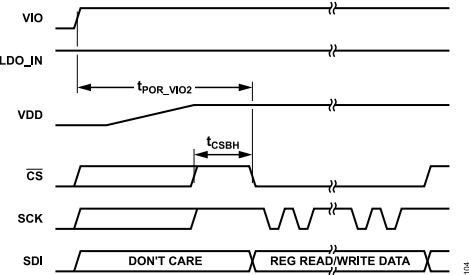 VIO
LDO_IN
tPOR_VIO2
VDD
tCSBH
CS
SCK
SDI
DON'T CARE
REG READ/WRITE DATA
104